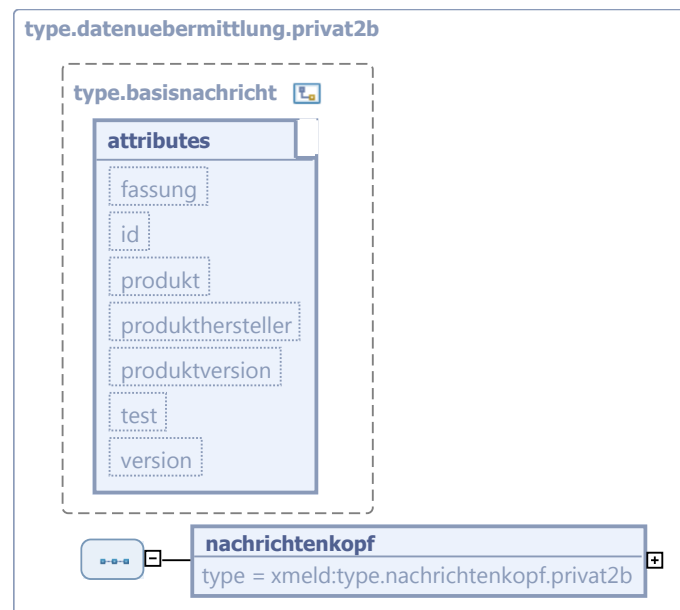 type.datenuebermittlung.privat2b
type.basisnachricht
attributes
fassung
id
produkt
produkthersteller
produktversion
test
version
nachrichtenkopf
type = xmeld:type.nachrichtenkopf.privat2b